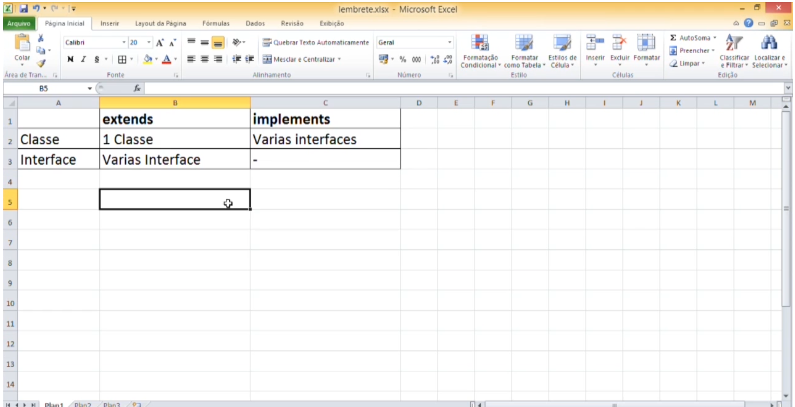 lembrete.xlsx - Microsoft Excel
Arquivo Página Inicial Inserir Layout da Página Fórmulas Dados Revisão Exibição
Colar
Calibri 20 A A
N I S
Quebrar Texto Automaticamente
Mesclar e Centralizar
Geral
% 000
Formatação Condicional
Formatar como Tabela
Estilos de Célula
Inserir Excluir Formatar
Σ AutoSoma
Preencher
Limpar
Classificar e Filtrar
Localizar e Selecionar
Área de Tran... Fonte Alinhamento Número Estilo Células Edição
B5 fx
A B C D E F G H I J K L M
1 extends implements
2 Classe 1 Classe Varias interfaces
3 Interface Varias Interface -
4
5
6
7
8
9
10
11
12
13
14
Plan1 Plan2 Plan3